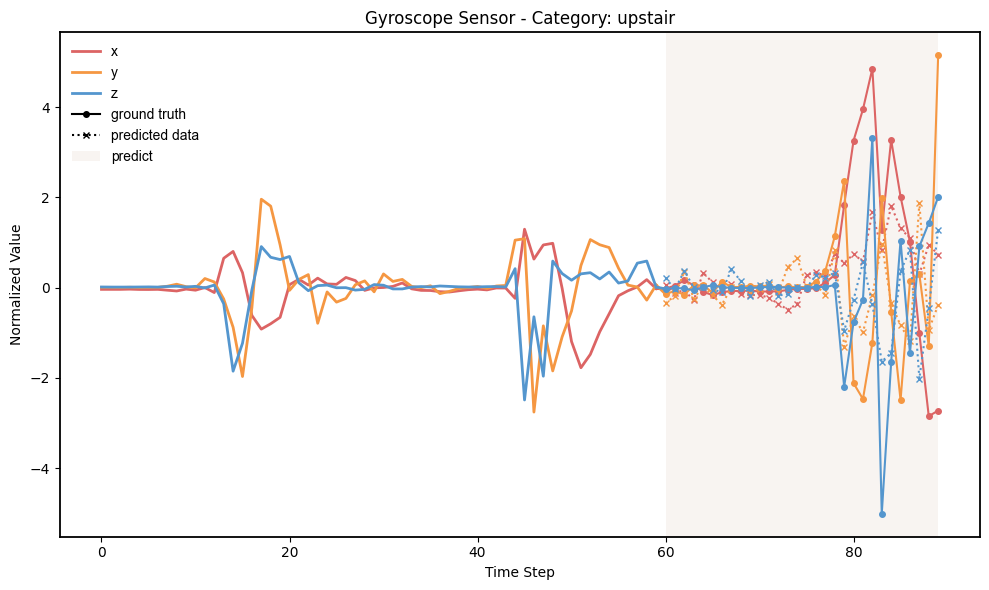 Gyroscope Sensor - Category: upstair
x
y
z
ground truth
predicted data
predict
Normalized Value
4
2
0
−2
−4
0
20
40
60
80
Time Step